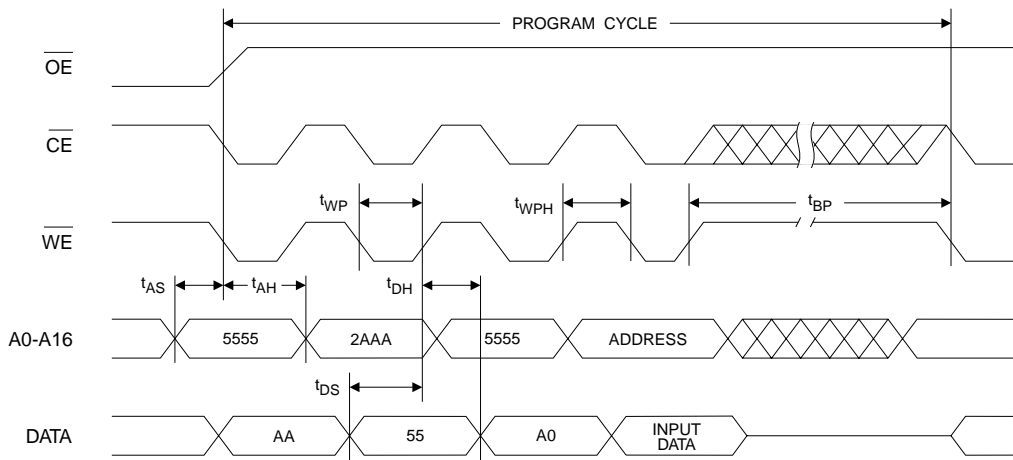 PROGRAM CYCLE
OE
CE
tWP
tWPH
tBP
WE
tAS
tAH
tDH
A0-A16
5555
2AAA
5555
ADDRESS
tDS
DATA
AA
55
A0
INPUT
DATA